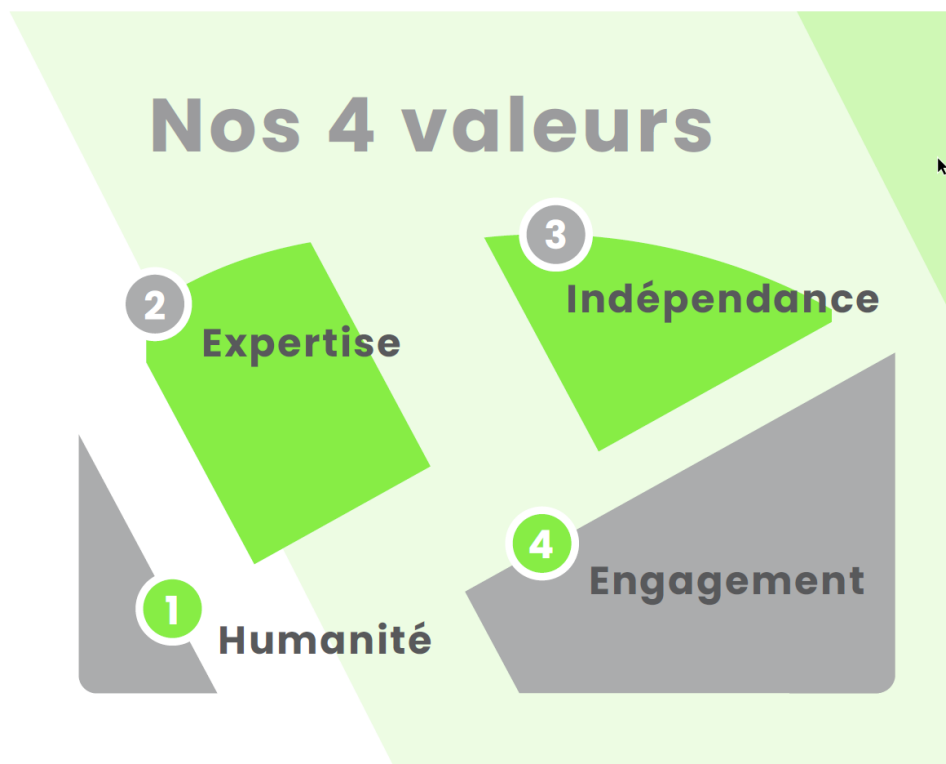 Nos 4 valeurs
3
Indépendance
2
Expertise
4
Engagement
1
Humanité